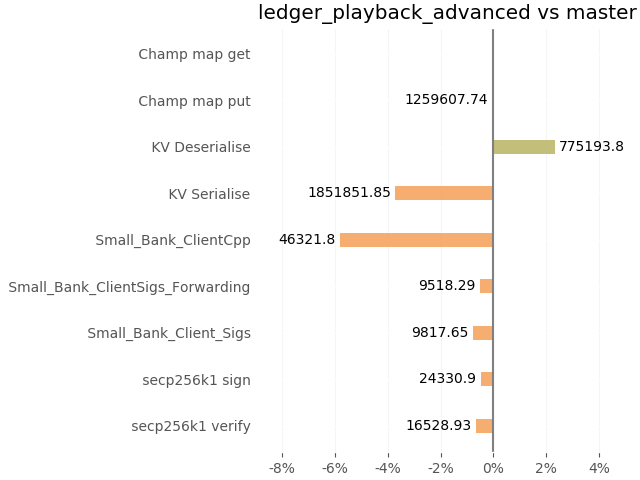 ledger_playback_advanced vs master
Champ map get
Champ map put 1259607.74
KV Deserialise 775193.8
KV Serialise 1851851.85
Small_Bank_ClientCpp 46321.8
Small_Bank_ClientSigs_Forwarding 9518.29
Small_Bank_Client_Sigs 9817.65
secp256k1 sign 24330.9
secp256k1 verify 16528.93
-8% -6% -4% -2% 0% 2% 4%